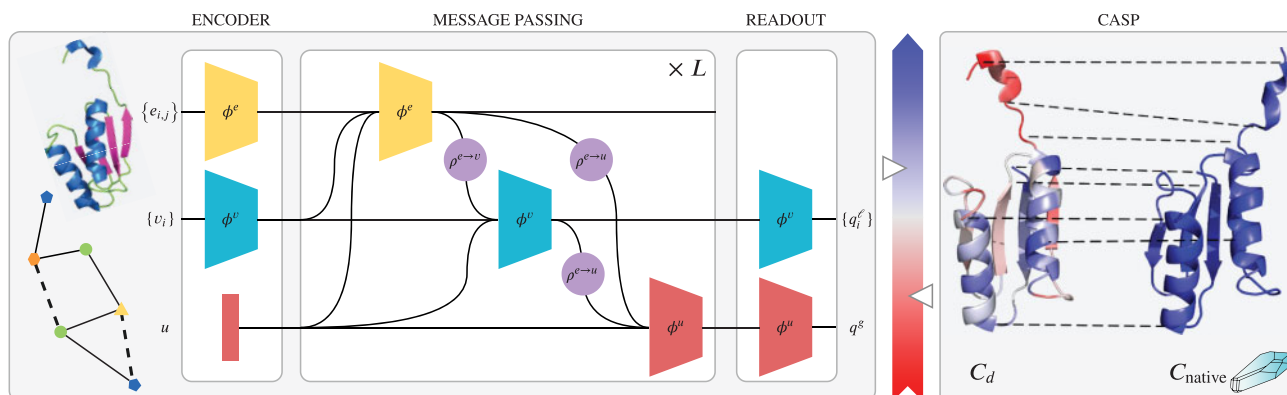 ENCODER
MESSAGE PASSING
READOUT
CASP
× L
{e_{i,j}}
ϕ^e
ϕ^e
ρ^{e→v}
ρ^{e→u}
{v_i}
ϕ^v
ϕ^v
ϕ^v
{q_i^ℓ}
ρ^{e→u}
u
ϕ^u
ϕ^u
q^g
C_d
C_native